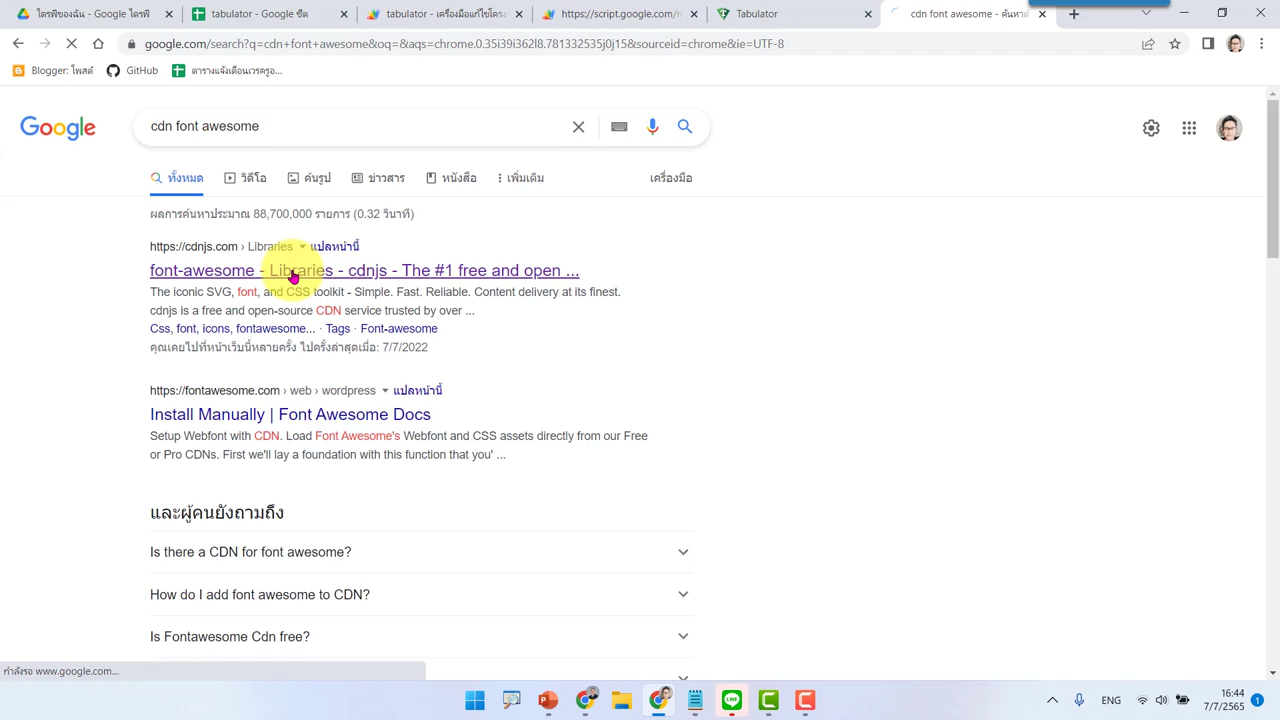 ไดรฟ์ของฉัน - Google ไดรฟ์
tabulator - Google ชีต
tabulator - เครื่องมือแก้ไขโครง
https://script.google.com/m
Tabulator
cdn font awesome - ค้นหาด้
google.com/search?q=cdn+font+awesome&oq=&aqs=chrome.0.35i39i362l8.781332535j0j15&sourceid=chrome&ie=UTF-8
Blogger: โพสต์
GitHub
ตารางแจ้งเตือนเวรครูอ...
Google
cdn font awesome
ทั้งหมด
วิดีโอ
ค้นรูป
ข่าวสาร
หนังสือ
เพิ่มเติม
เครื่องมือ
ผลการค้นหาประมาณ 88,700,000 รายการ (0.32 วินาที)
https://cdnjs.com › Libraries แปลหน้านี้
font-awesome - Libraries - cdnjs - The #1 free and open ...
The iconic SVG, font, and CSS toolkit - Simple. Fast. Reliable. Content delivery at its finest.
cdnjs is a free and open-source CDN service trusted by over ...
Css, font, icons, fontawesome... · Tags · Font-awesome
คุณเคยไปที่หน้าเว็บนี้หลายครั้ง ไปครั้งล่าสุดเมื่อ: 7/7/2022
https://fontawesome.com › web › wordpress แปลหน้านี้
Install Manually | Font Awesome Docs
Setup Webfont with CDN. Load Font Awesome's Webfont and CSS assets directly from our Free
or Pro CDNs. First we'll lay a foundation with this function that you' ...
และผู้คนยังถามถึง
Is there a CDN for font awesome?
How do I add font awesome to CDN?
Is Fontawesome Cdn free?
กำลังรอ www.google.com...
ENG
16:44
7/7/2565
1